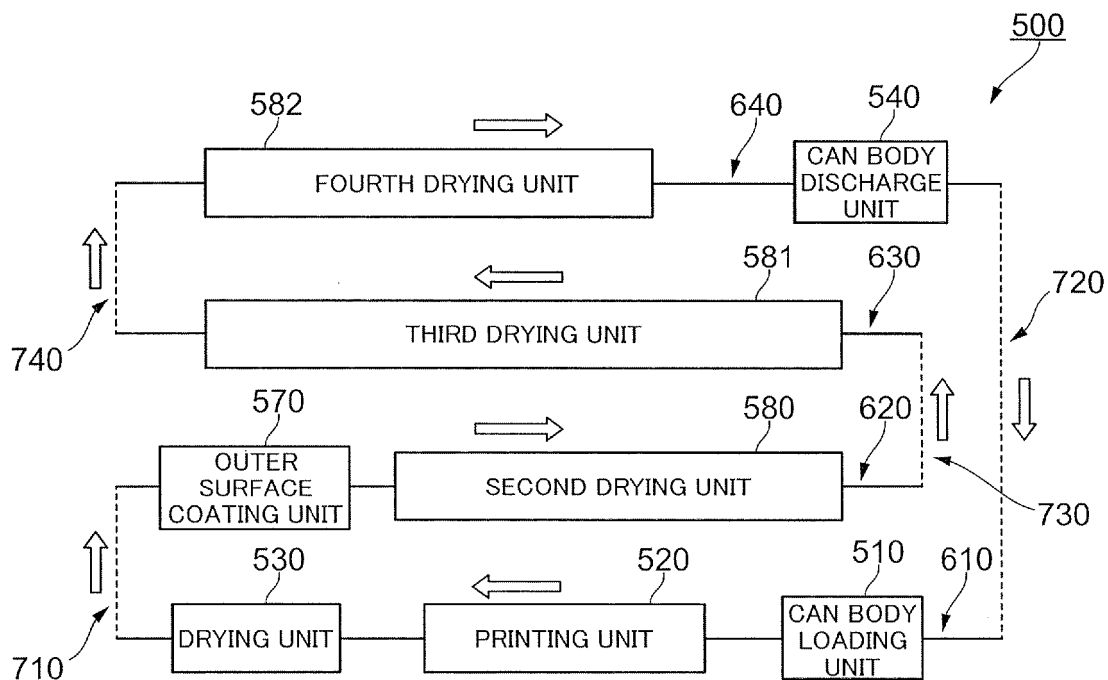 500
582
640
540
FOURTH DRYING UNIT
CAN BODY
DISCHARGE
UNIT
581
630
720
THIRD DRYING UNIT
740
570
580
620
OUTER
SURFACE
COATING UNIT
SECOND DRYING UNIT
730
530
520
510
610
DRYING UNIT
PRINTING UNIT
CAN BODY
LOADING
UNIT
710